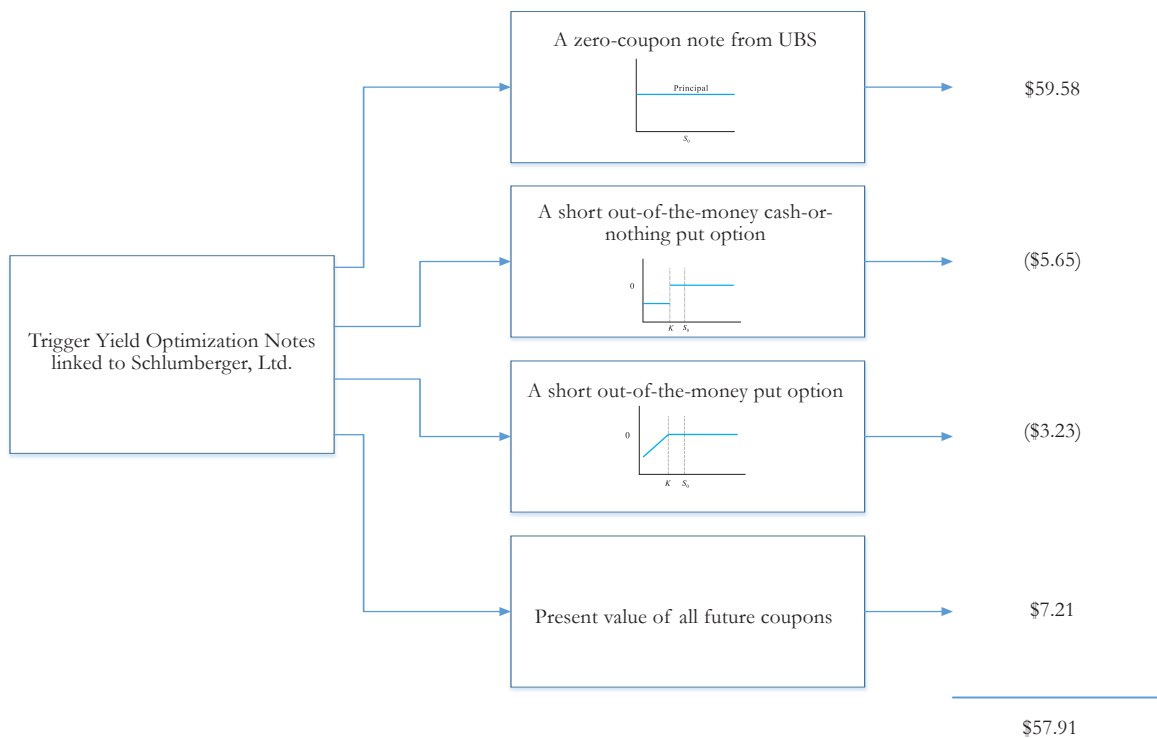 A zero-coupon note from UBS
Principal
S₀
$59.58
A short out-of-the-money cash-or-
nothing put option
0
K S₀
($5.65)
Trigger Yield Optimization Notes
linked to Schlumberger, Ltd.
A short out-of-the-money put option
0
K S₀
($3.23)
Present value of all future coupons
$7.21
$57.91